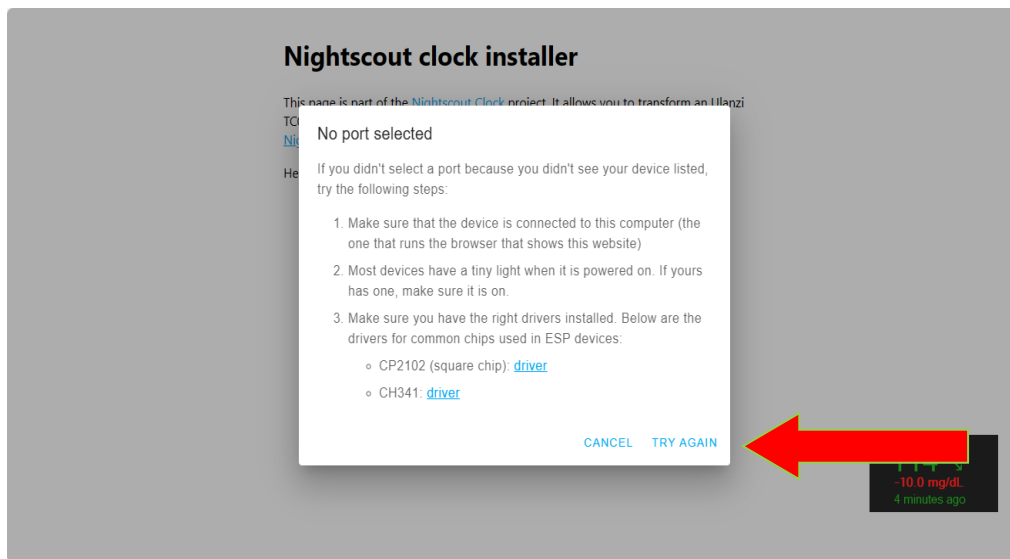 Nightscout clock installer
This page is part of the Nightscout Clock project. It allows you to transform an Ulanzi
No port selected
If you didn't select a port because you didn't see your device listed,
try the following steps:
1. Make sure that the device is connected to this computer (the
one that runs the browser that shows this website)
2. Most devices have a tiny light when it is powered on. If yours
has one, make sure it is on.
3. Make sure you have the right drivers installed. Below are the
drivers for common chips used in ESP devices:
CP2102 (square chip): driver
CH341: driver
CANCEL TRY AGAIN
-10.0 mg/dL
4 minutes ago